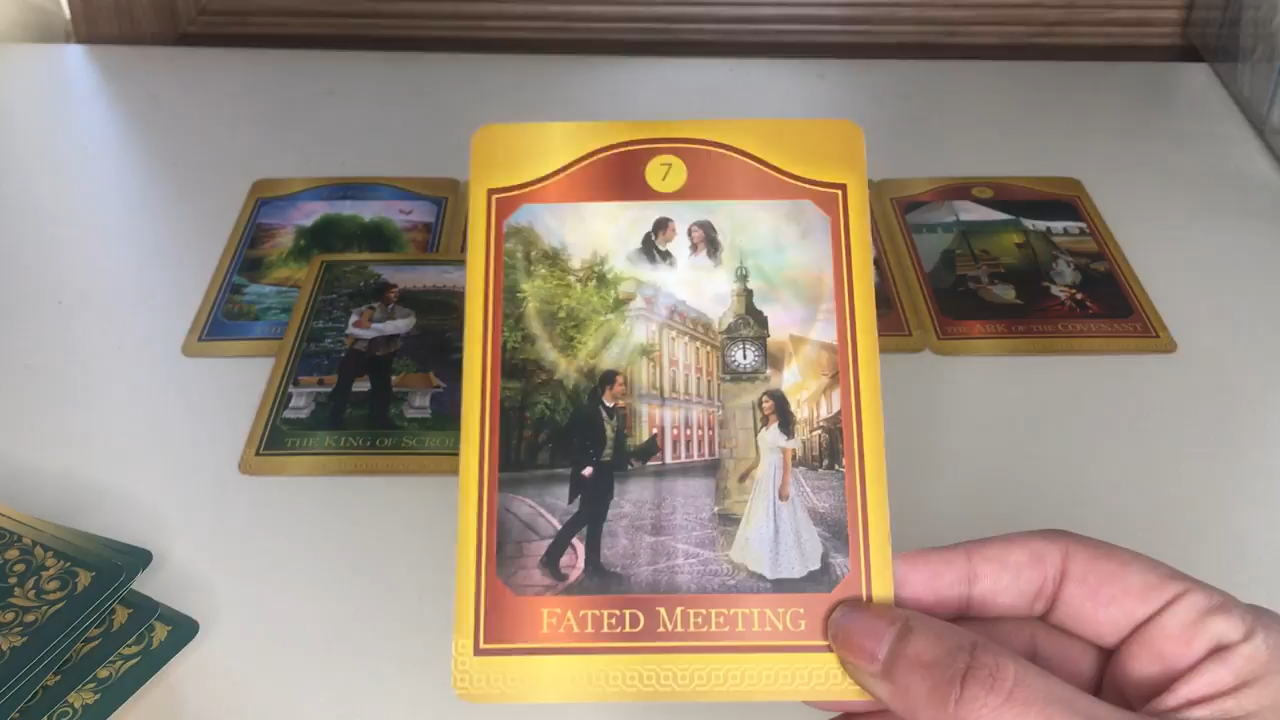 7
FATED MEETING
THE KING OF SCRO
THE ARK OF THE COVENANT